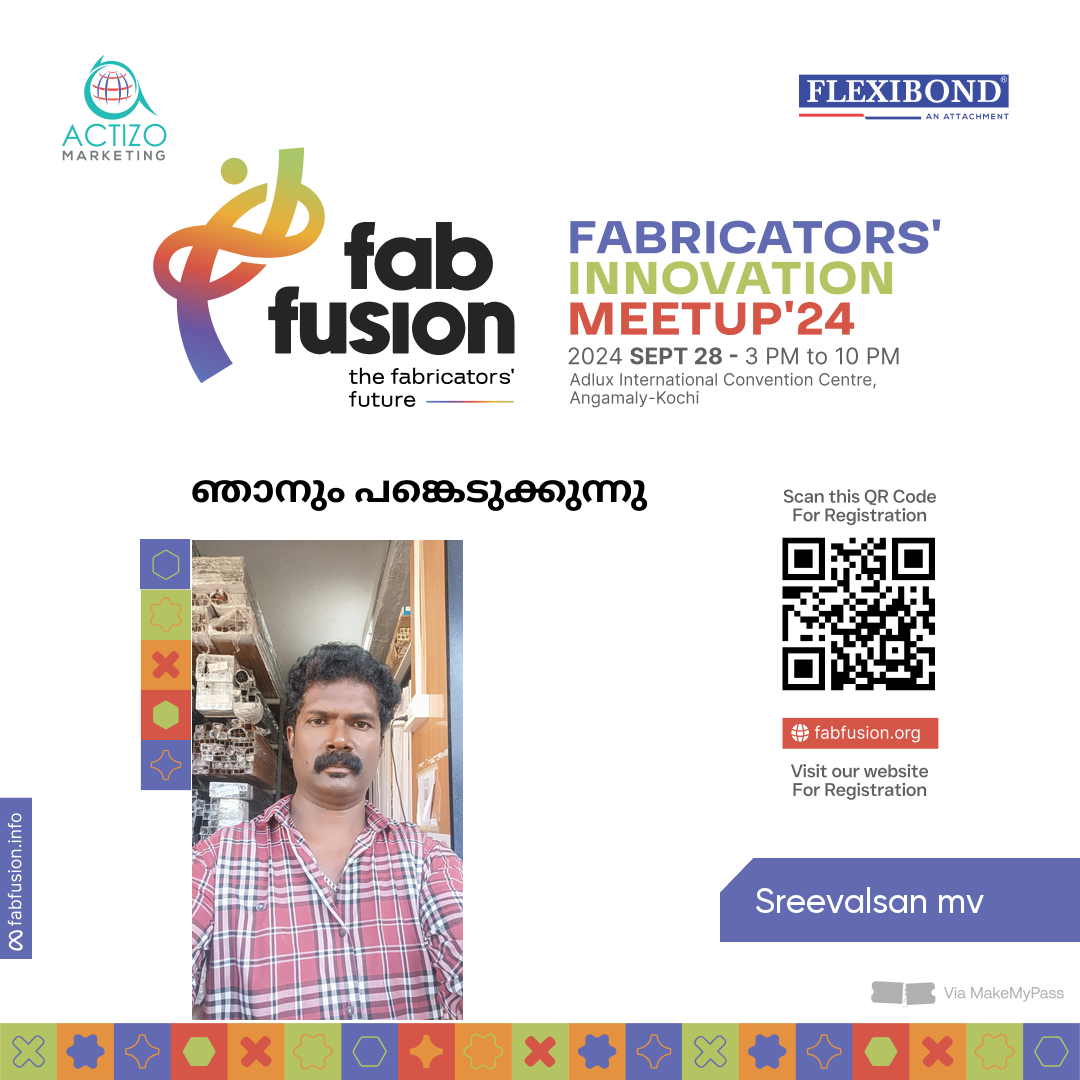 ACTIZO
MARKETING
FLEXIBOND®
AN ATTACHMENT
fab
fusion
the fabricators'
future
FABRICATORS'
INNOVATION
MEETUP'24
2024 SEPT 28 - 3 PM to 10 PM
Adlux International Convention Centre,
Angamaly-Kochi
ഞാനും പങ്കെടുക്കുന്നു
Scan this QR Code
For Registration
fabfusion.org
Visit our website
For Registration
fabfusion.info
Sreevalsan mv
Via MakeMyPass